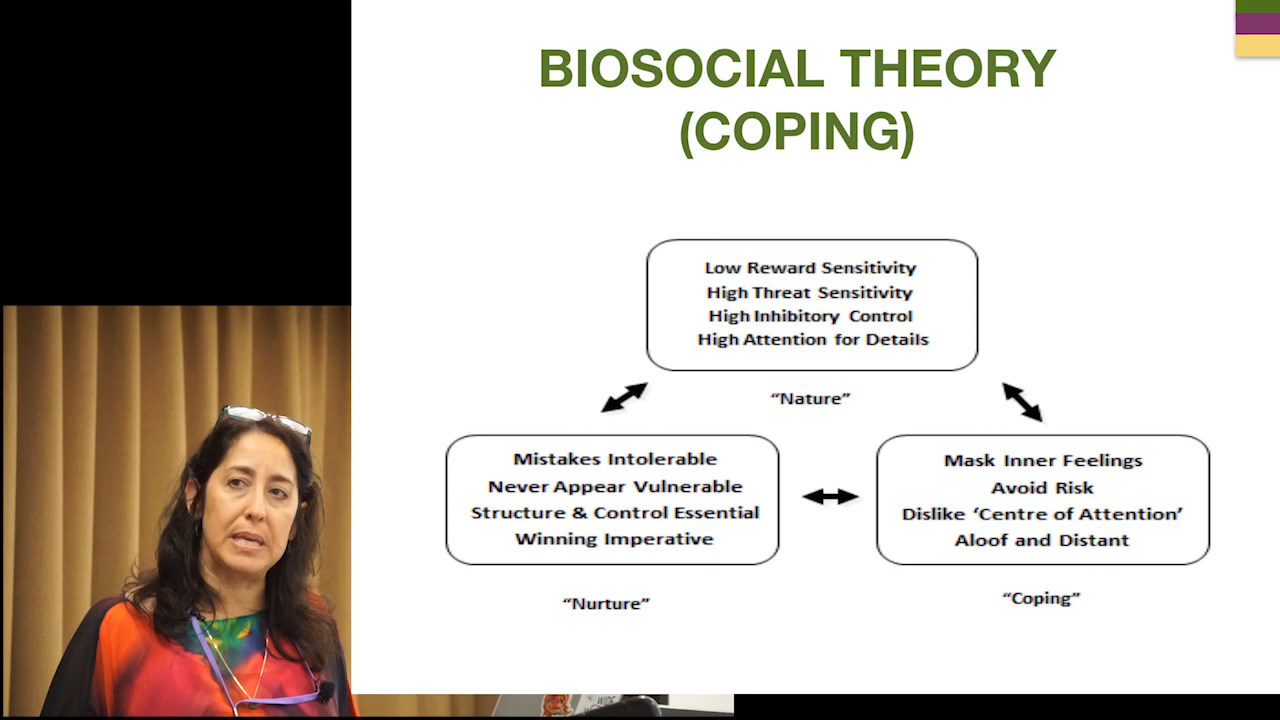 BIOSOCIAL THEORY
(COPING)
Low Reward Sensitivity
High Threat Sensitivity
High Inhibitory Control
High Attention for Details
“Nature”
Mistakes Intolerable
Never Appear Vulnerable
Structure & Control Essential
Winning Imperative
“Nurture”
Mask Inner Feelings
Avoid Risk
Dislike ‘Centre of Attention’
Aloof and Distant
“Coping”
WIDE